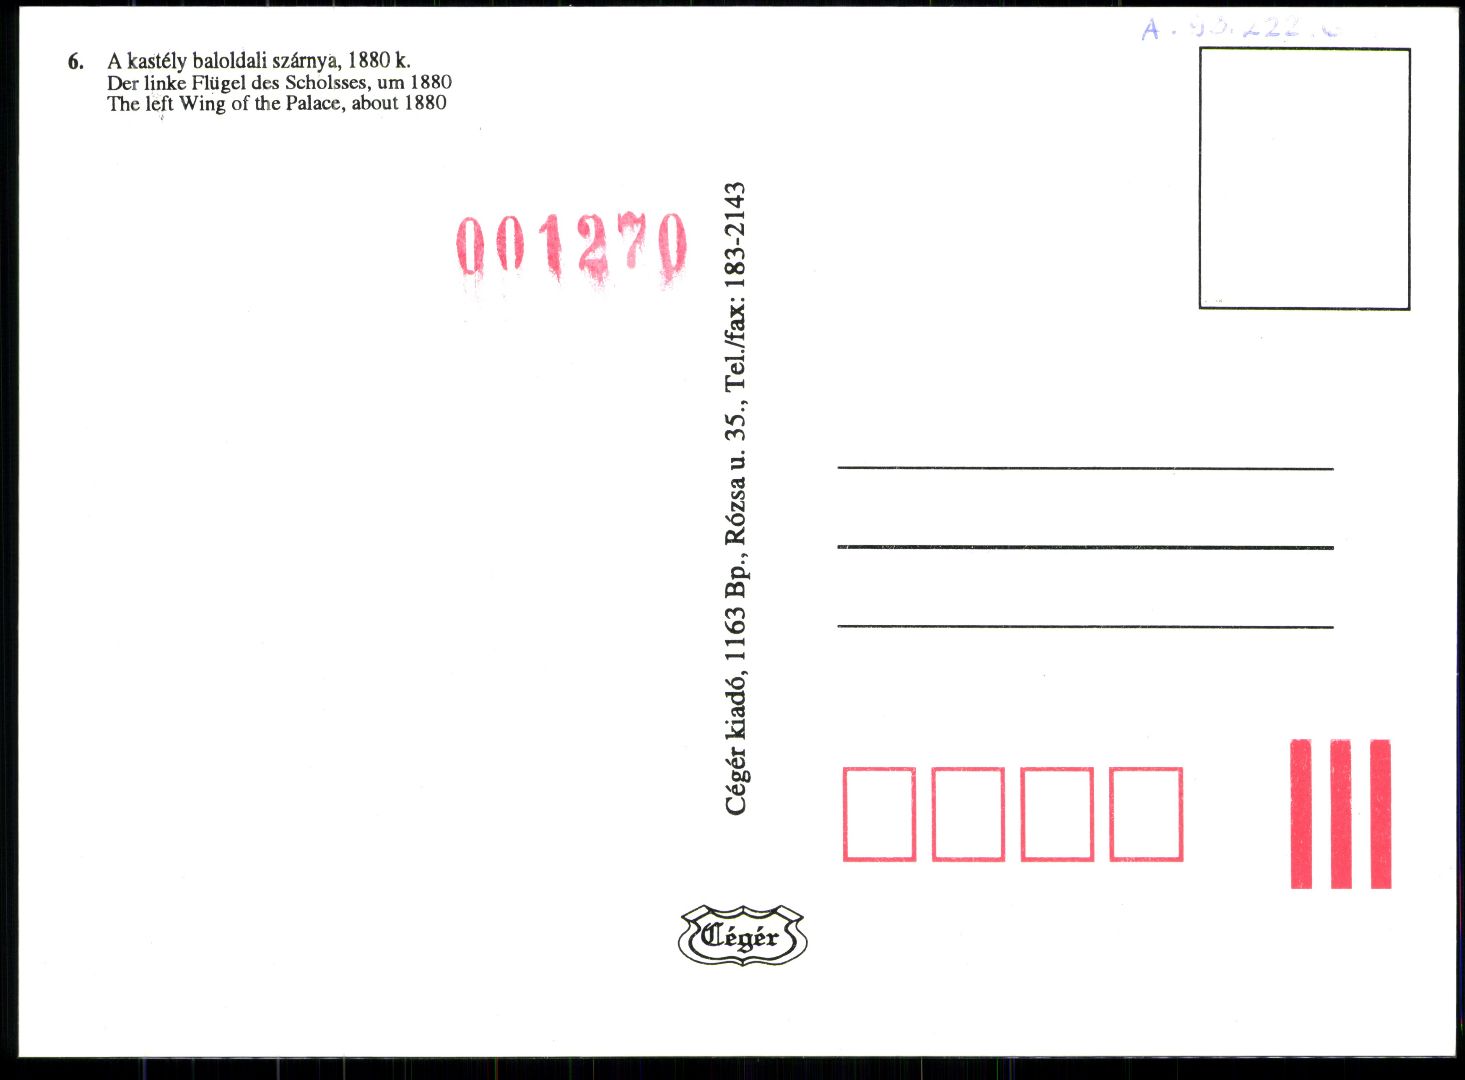 6. A kastély baloldali szárnya, 1880 k.
Der linke Flügel des Scholsses, um 1880
The left Wing of the Palace, about 1880
001270
Cégér kiadó, 1163 Bp., Rózsa u. 35., Tel./fax: 183-2143
Cégér
A. 93.222.